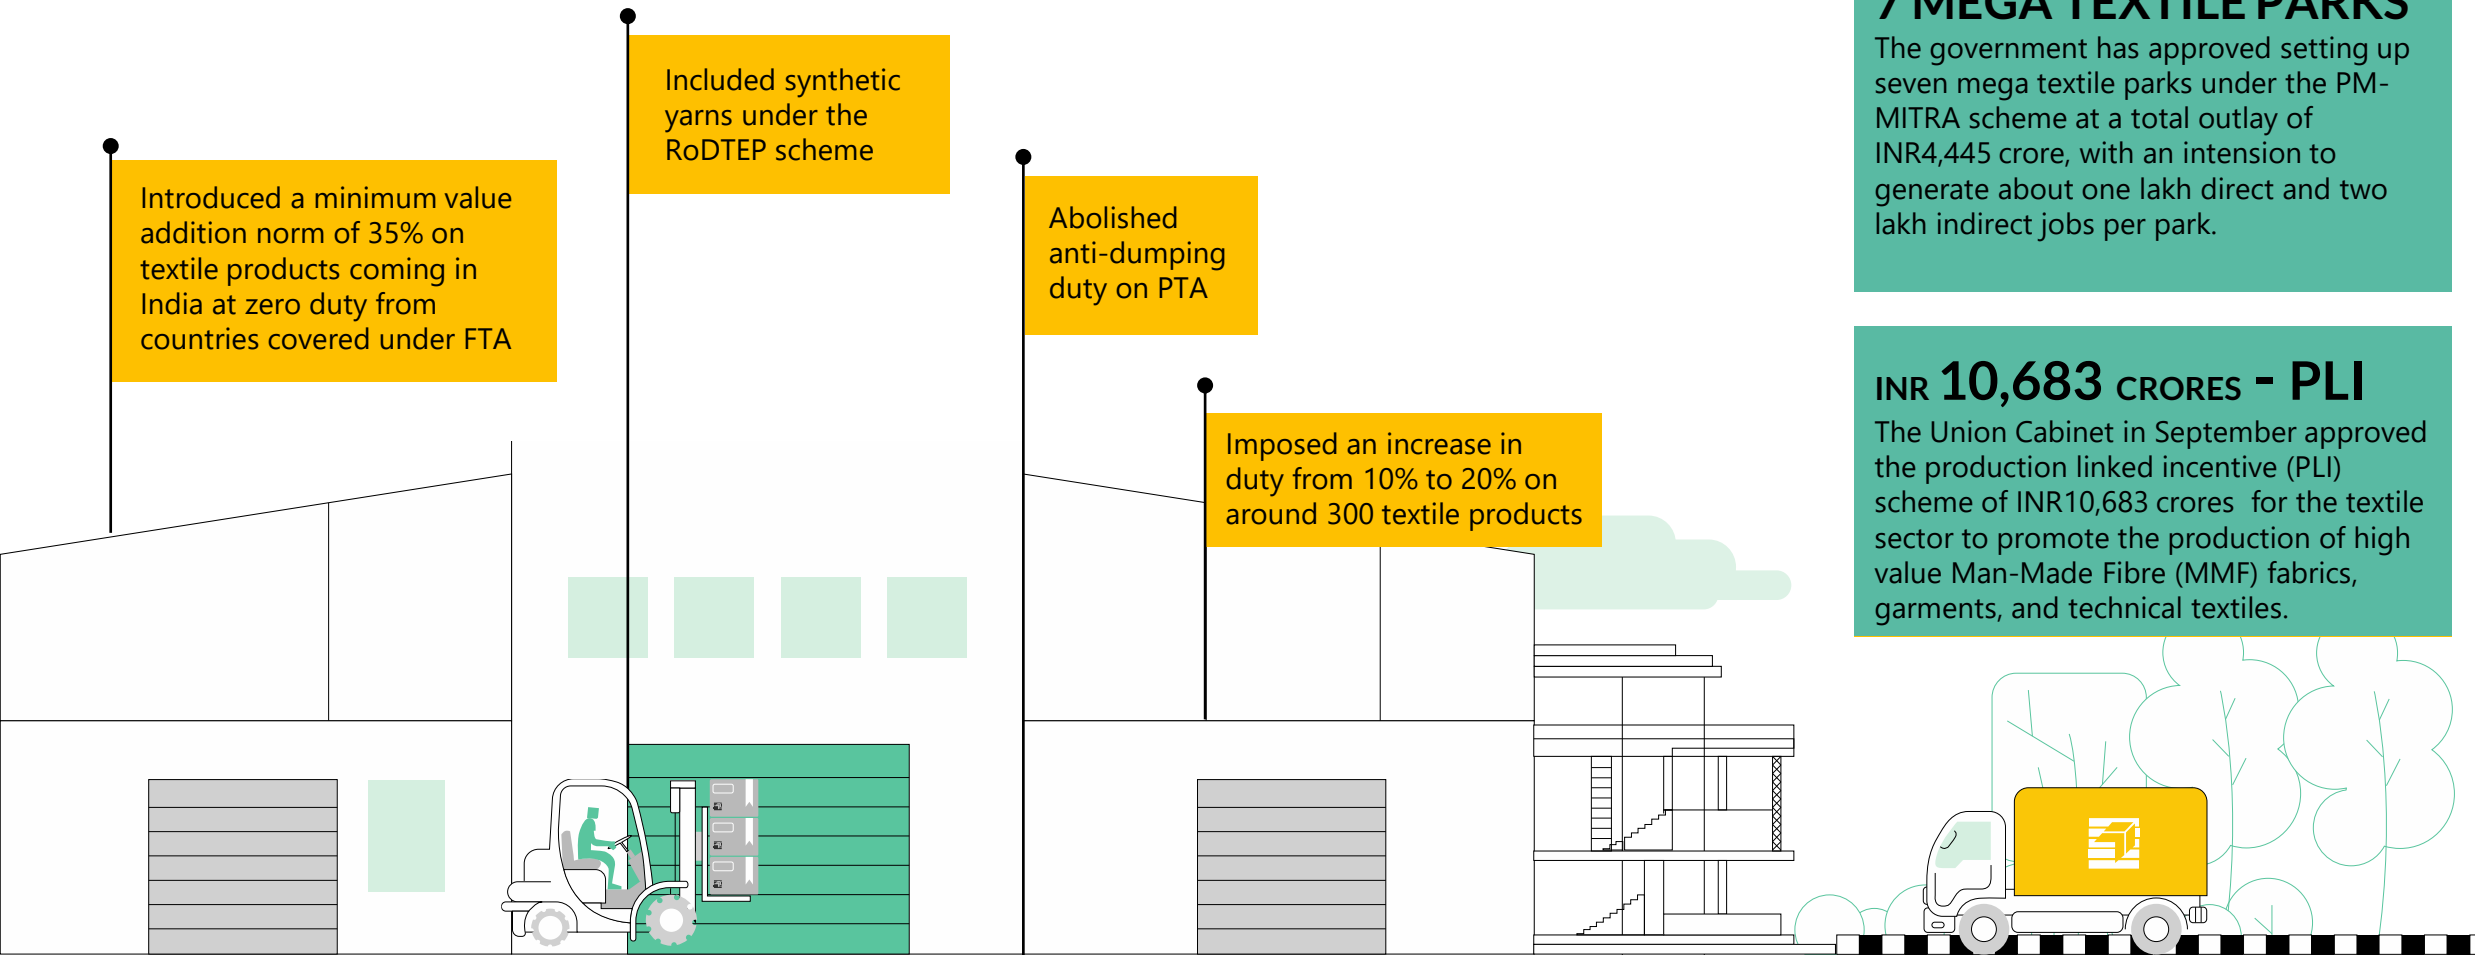 Included synthetic
yarns under the
RoDTEP scheme
Introduced a minimum value
addition norm of 35% on
textile products coming in
India at zero duty from
countries covered under FTA
Abolished
anti-dumping
duty on PTA
Imposed an increase in
duty from 10% to 20% on
around 300 textile products
7 MEGA TEXTILE PARKS
The government has approved setting up
seven mega textile parks under the PM-
MITRA scheme at a total outlay of
INR4,445 crore, with an intension to
generate about one lakh direct and two
lakh indirect jobs per park.
INR 10,683 CRORES - PLI
The Union Cabinet in September approved
the production linked incentive (PLI)
scheme of INR10,683 crores for the textile
sector to promote the production of high
value Man-Made Fibre (MMF) fabrics,
garments, and technical textiles.